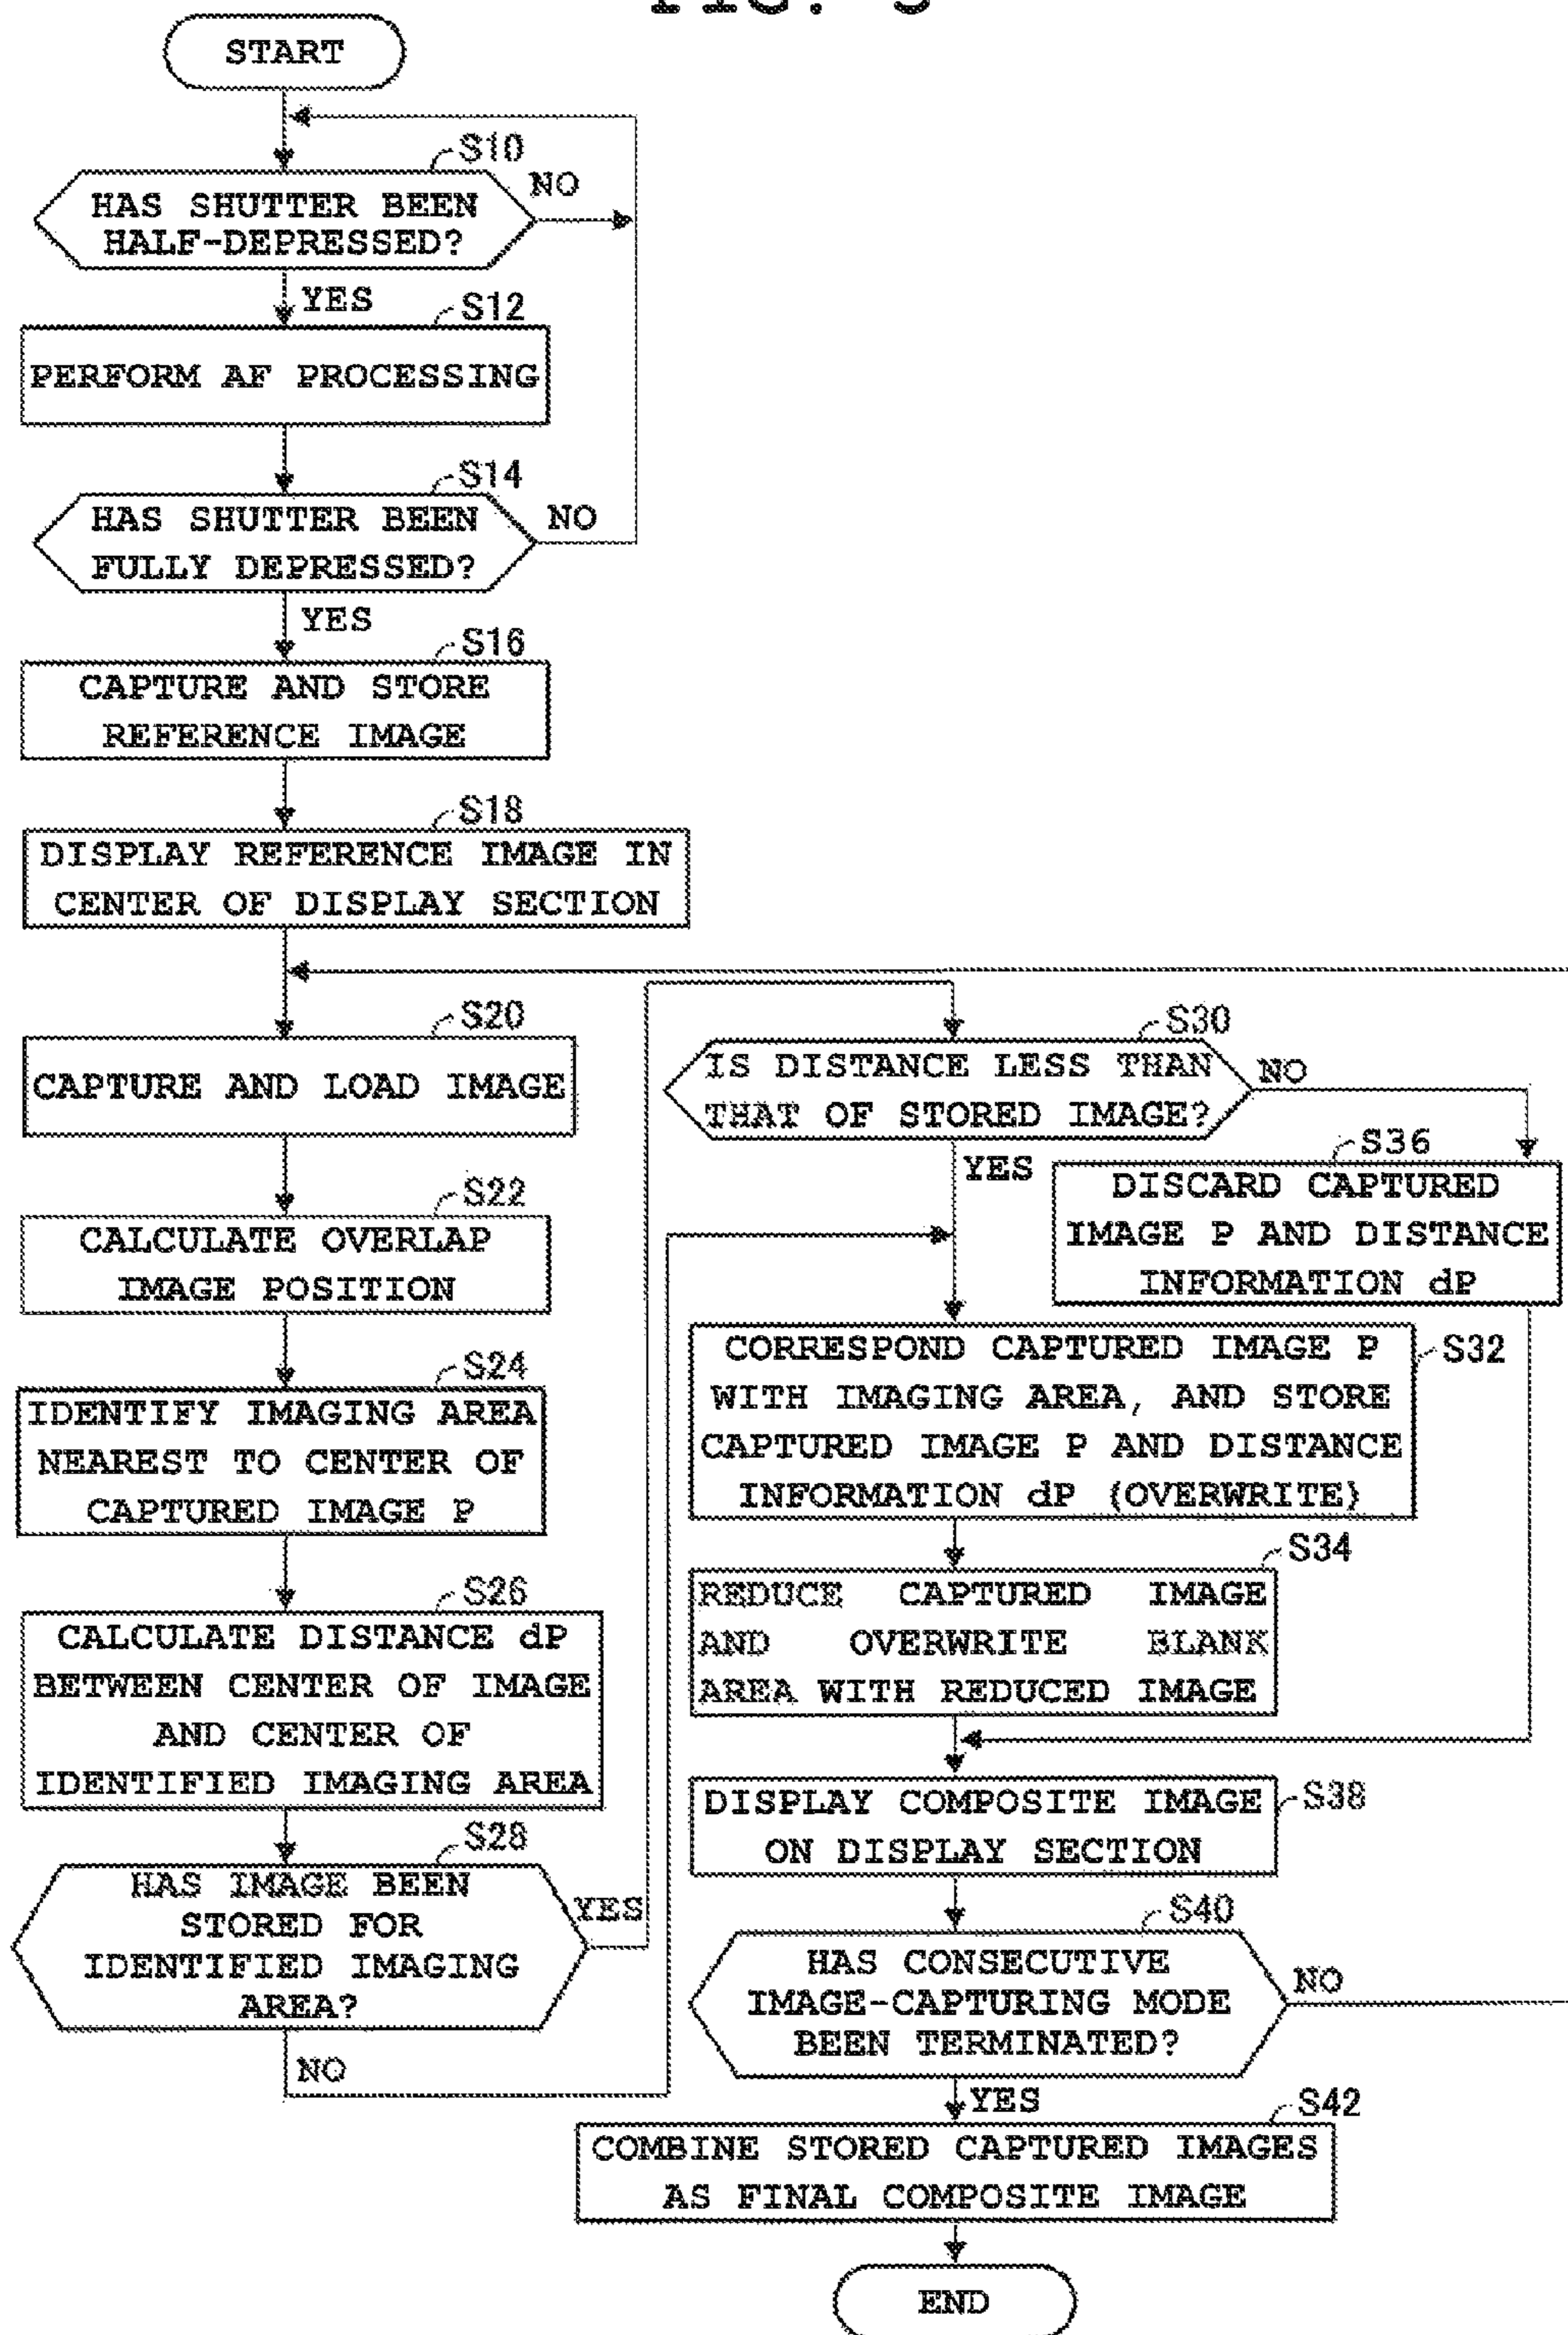 START
S10
HAS SHUTTER BEEN
HALF-DEPRESSED?
NO
YES
S12
PERFORM AF PROCESSING
S14
HAS SHUTTER BEEN
FULLY DEPRESSED?
NO
YES
S16
CAPTURE AND STORE
REFERENCE IMAGE
S18
DISPLAY REFERENCE IMAGE IN
CENTER OF DISPLAY SECTION
S20
CAPTURE AND LOAD IMAGE
S22
CALCULATE OVERLAP
IMAGE POSITION
S24
IDENTIFY IMAGING AREA
NEAREST TO CENTER OF
CAPTURED IMAGE P
S26
CALCULATE DISTANCE dP
BETWEEN CENTER OF IMAGE
AND CENTER OF
IDENTIFIED IMAGING AREA
S28
HAS IMAGE BEEN
STORED FOR
IDENTIFIED IMAGING
AREA?
YES
NO
S30
IS DISTANCE LESS THAN
THAT OF STORED IMAGE?
NO
YES
S36
DISCARD CAPTURED
IMAGE P AND DISTANCE
INFORMATION dP
S32
CORRESPOND CAPTURED IMAGE P
WITH IMAGING AREA, AND STORE
CAPTURED IMAGE P AND DISTANCE
INFORMATION dP (OVERWRITE)
S34
REDUCE CAPTURED IMAGE
AND OVERWRITE BLANK
AREA WITH REDUCED IMAGE
S38
DISPLAY COMPOSITE IMAGE
ON DISPLAY SECTION
S40
HAS CONSECUTIVE
IMAGE-CAPTURING MODE
BEEN TERMINATED?
NO
YES
S42
COMBINE STORED CAPTURED IMAGES
AS FINAL COMPOSITE IMAGE
END